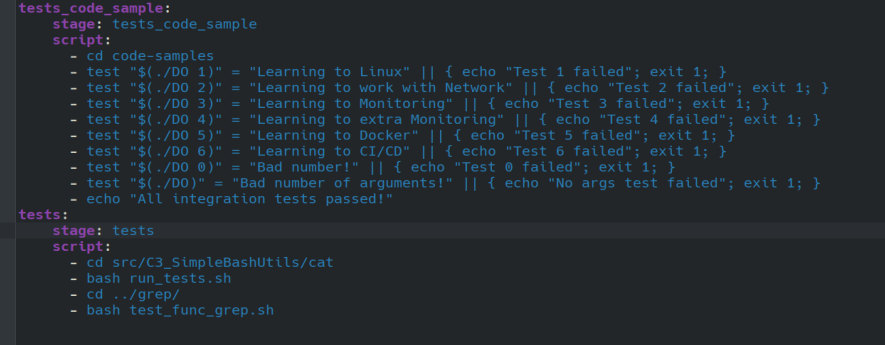 tests_code_sample:
    stage: tests_code_sample
    script:
      - cd code-samples
      - test "$(./DO 1)" = "Learning to Linux" || { echo "Test 1 failed"; exit 1; }
      - test "$(./DO 2)" = "Learning to work with Network" || { echo "Test 2 failed"; exit 1; }
      - test "$(./DO 3)" = "Learning to Monitoring" || { echo "Test 3 failed"; exit 1; }
      - test "$(./DO 4)" = "Learning to extra Monitoring" || { echo "Test 4 failed"; exit 1; }
      - test "$(./DO 5)" = "Learning to Docker" || { echo "Test 5 failed"; exit 1; }
      - test "$(./DO 6)" = "Learning to CI/CD" || { echo "Test 6 failed"; exit 1; }
      - test "$(./DO 0)" = "Bad number!" || { echo "Test 0 failed"; exit 1; }
      - test "$(./DO)" = "Bad number of arguments!" || { echo "No args test failed"; exit 1; }
      - echo "All integration tests passed!"
tests:
    stage: tests
    script:
      - cd src/C3_SimpleBashUtils/cat
      - bash run_tests.sh
      - cd ../grep/
      - bash test_func_grep.sh